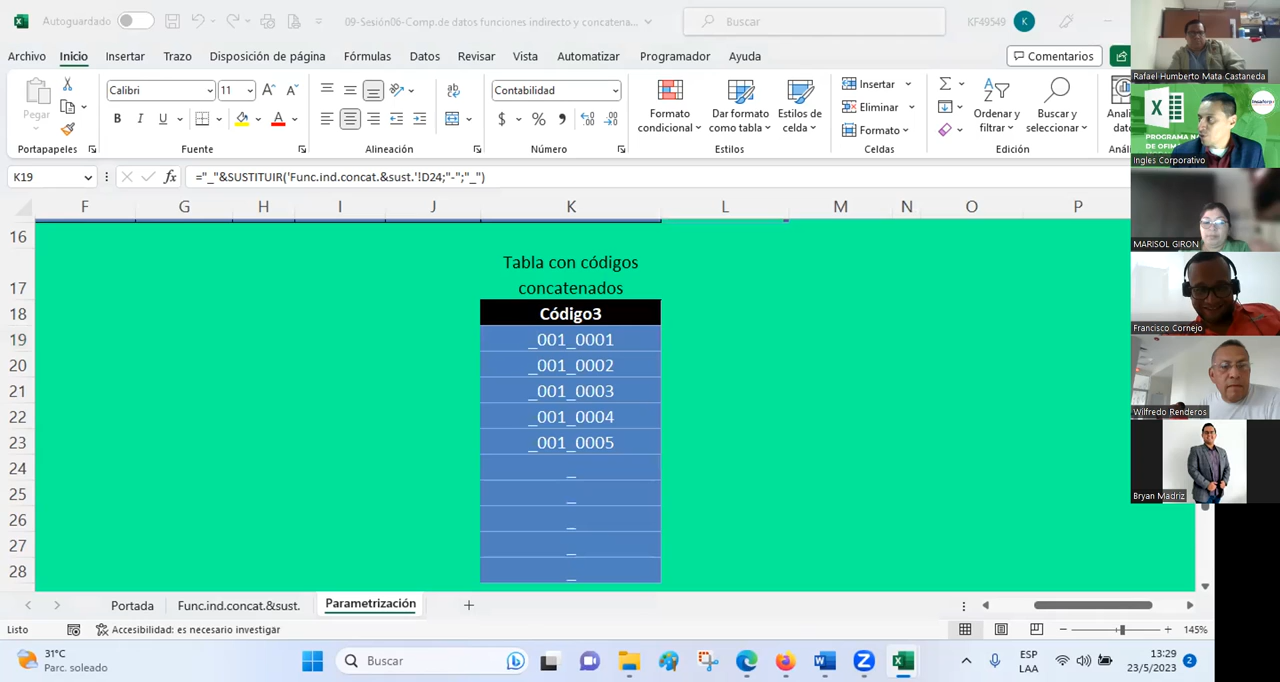 Autoguardado
09-Sesión06-Comp.de datos funciones indirecto y concatena...
Buscar
KF49549
K
Archivo Inicio Insertar Trazo Disposición de página Fórmulas Datos Revisar Vista Automatizar Programador Ayuda
Comentarios
Pegar
Calibri
11
N K S
Contabilidad
$ % 
Formato condicional
Dar formato como tabla
Estilos de celda
Insertar
Eliminar
Formato
Ordenar y filtrar
Buscar y seleccionar
Portapapeles
Fuente
Alineación
Número
Estilos
Celdas
Edición
K19
fx
="_"&SUSTITUIR('Func.ind.concat.&sust.'!D24;"-";"_")
F G H I J K L M N O P
16
17
Tabla con códigos
concatenados
18 Código3
19 _001_0001
20 _001_0002
21 _001_0003
22 _001_0004
23 _001_0005
24 _
25 _
26 _
27 _
28 _
Portada Func.ind.concat.&sust. Parametrización
Listo
Accesibilidad: es necesario investigar
145%
31°C
Parc. soleado
Buscar
ESP
LAA
13:29
23/5/2023
2
Rafael Humberto Mata Castaneda
Ingles Corporativo
MARISOL GIRON
Francisco Cornejo
Wilfredo Renderos
Bryan Madriz